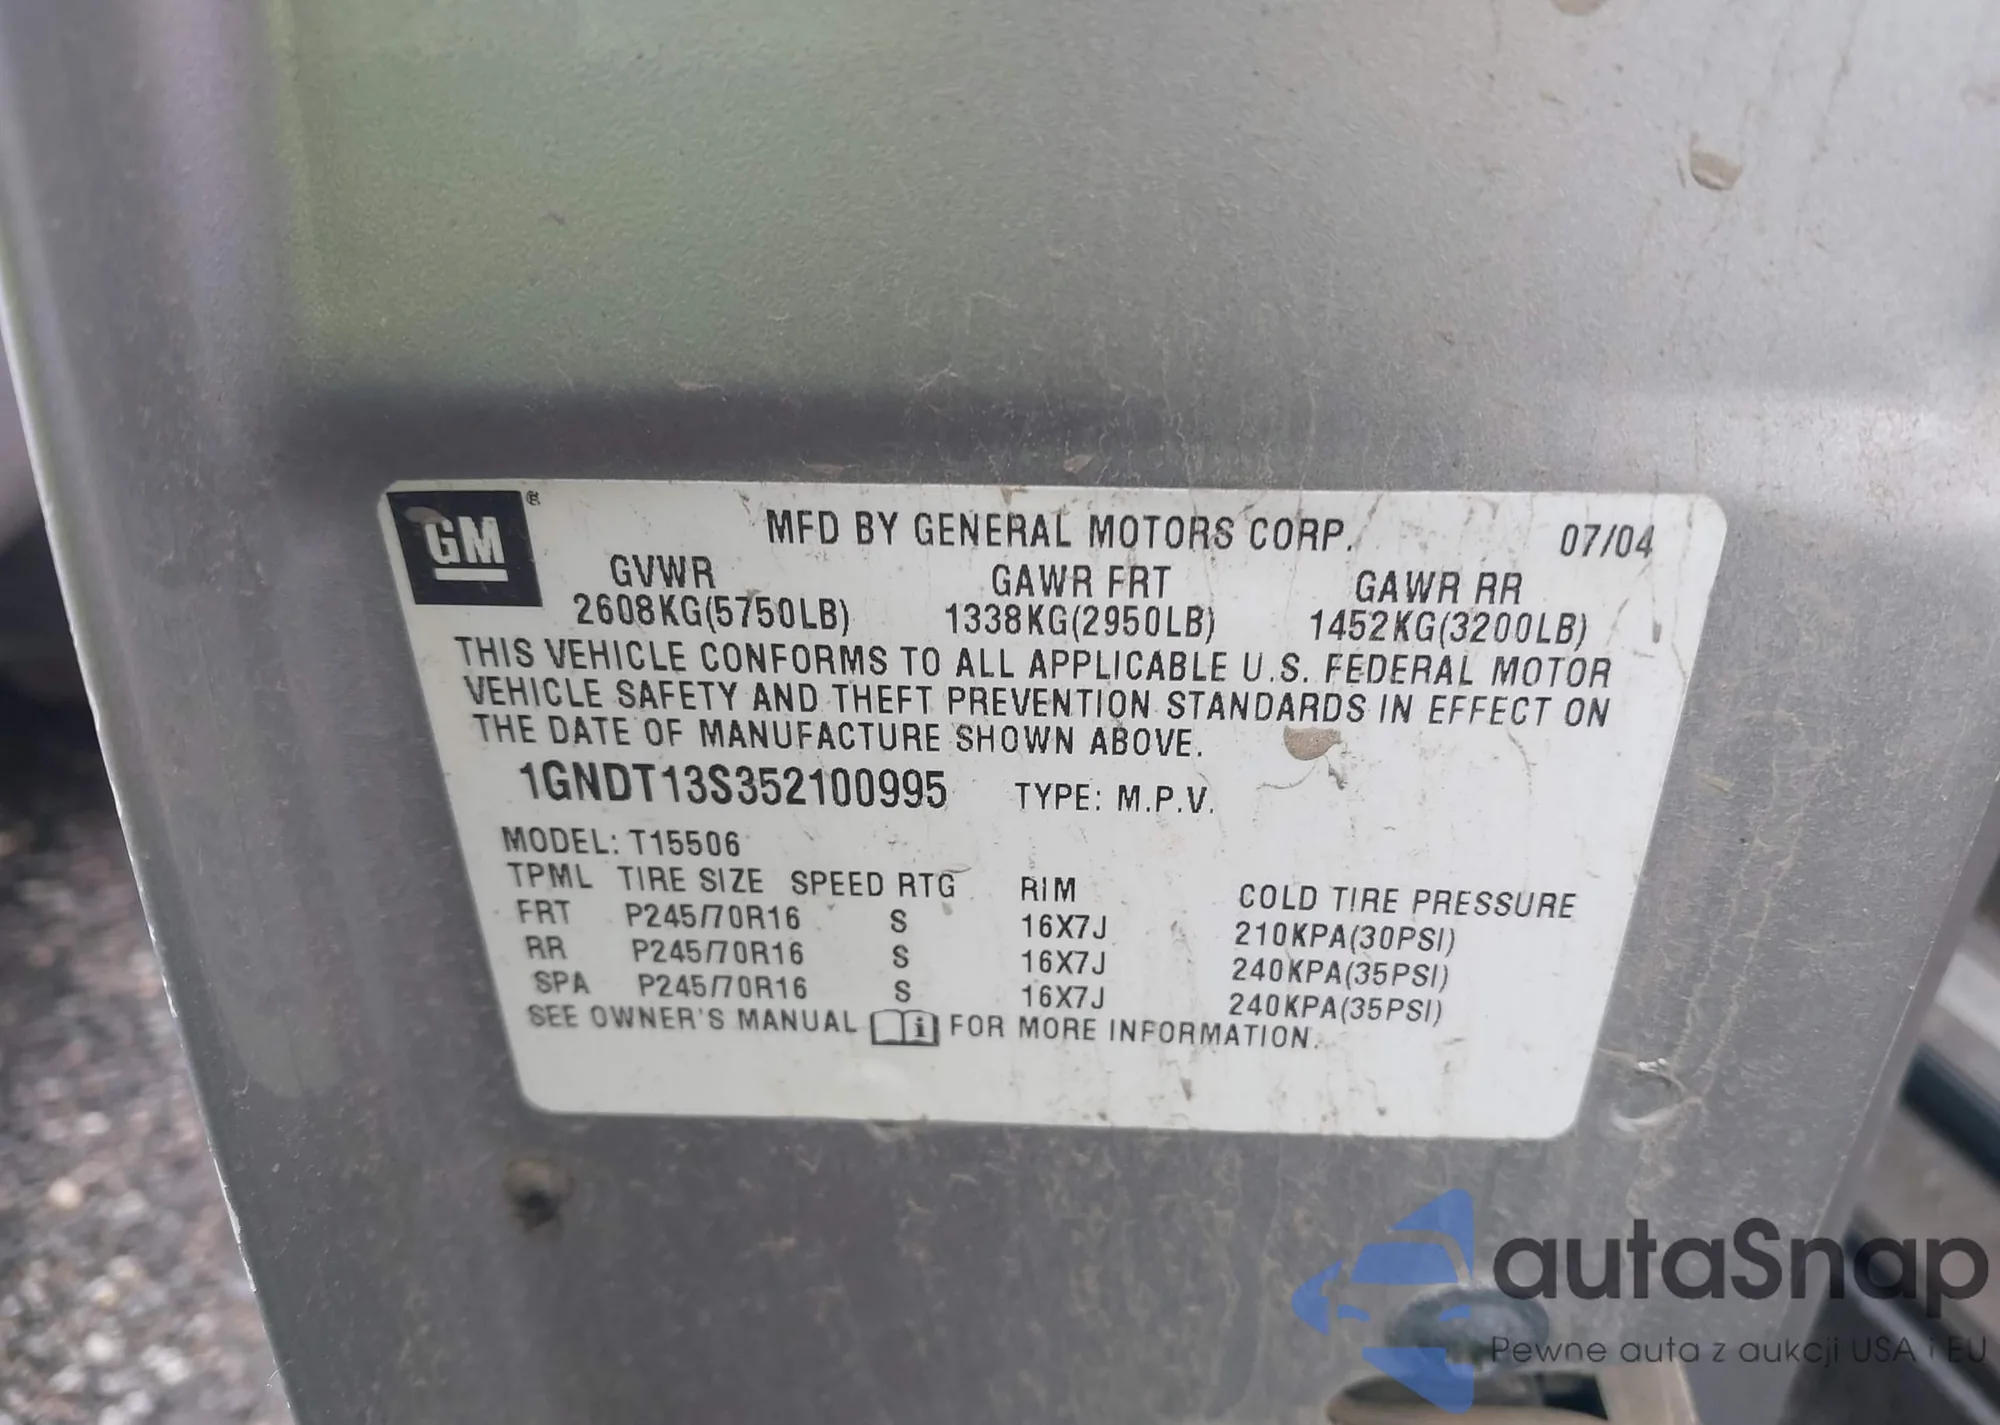 GM ®
MFD BY GENERAL MOTORS CORP. 07/04
GVWR GAWR FRT GAWR RR
2608KG(5750LB) 1338KG(2950LB) 1452KG(3200LB)
THIS VEHICLE CONFORMS TO ALL APPLICABLE U.S. FEDERAL MOTOR
VEHICLE SAFETY AND THEFT PREVENTION STANDARDS IN EFFECT ON
THE DATE OF MANUFACTURE SHOWN ABOVE.
1GNDT13S352100995 TYPE: M.P.V.
MODEL: T15506
TPML TIRE SIZE SPEED RTG RIM COLD TIRE PRESSURE
FRT P245/70R16 S 16X7J 210KPA(30PSI)
RR P245/70R16 S 16X7J 240KPA(35PSI)
SPA P245/70R16 S 16X7J 240KPA(35PSI)
SEE OWNER'S MANUAL i FOR MORE INFORMATION.
autaSnap
Pewne auta z aukcji USA i EU